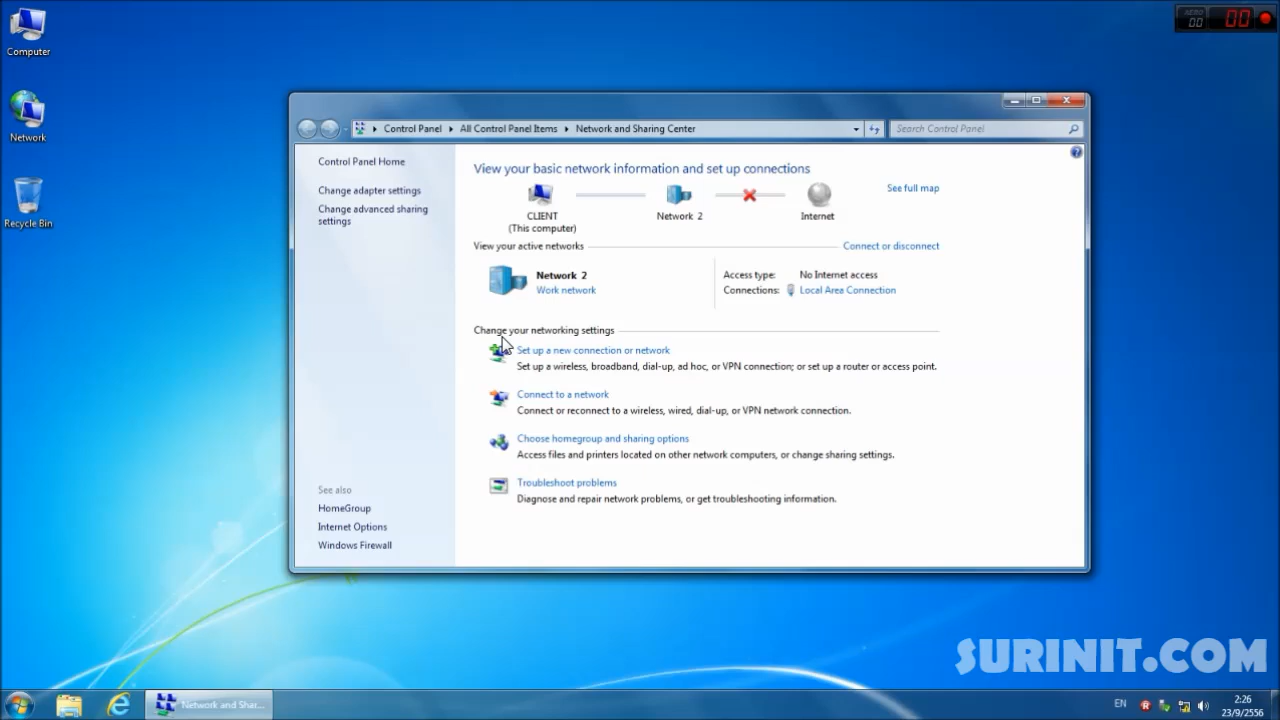 AERO
00
00
Computer
Network
Recycle Bin
Control Panel
All Control Panel Items
Network and Sharing Center
Search Control Panel
Control Panel Home
Change adapter settings
Change advanced sharing
settings
See also
HomeGroup
Internet Options
Windows Firewall
View your basic network information and set up connections
See full map
CLIENT
(This computer)
Network 2
Internet
View your active networks
Connect or disconnect
Network 2
Work network
Access type: No Internet access
Connections: Local Area Connection
Change your networking settings
Set up a new connection or network
Set up a wireless, broadband, dial-up, ad hoc, or VPN connection; or set up a router or access point.
Connect to a network
Connect or reconnect to a wireless, wired, dial-up, or VPN network connection.
Choose homegroup and sharing options
Access files and printers located on other network computers, or change sharing settings.
Troubleshoot problems
Diagnose and repair network problems, or get troubleshooting information.
SURINIT.COM
Network and Shar...
EN
2:26
23/9/2556